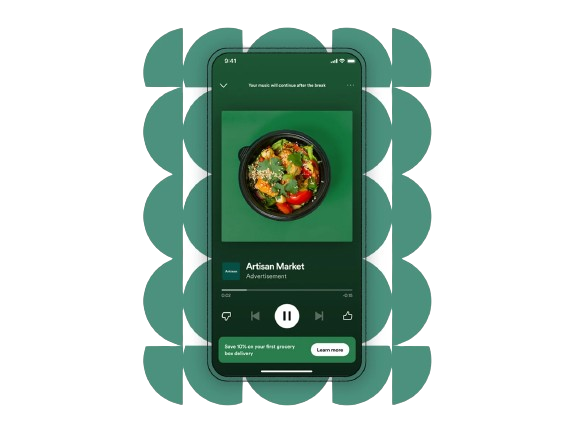 9:41
Your music will continue after the break
Artisan Market
Advertisement
0:03
-0:15
Save 10% on your first grocery
box delivery
Learn more